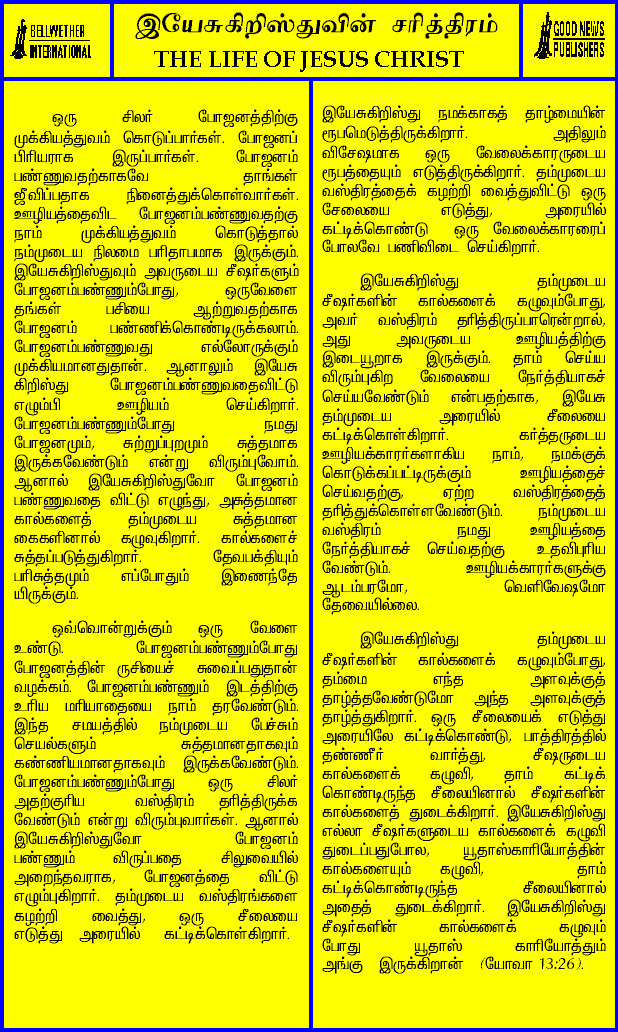 BELLWETHER
INTERNATIONAL
இயேசுகிறிஸ்துவின் சரித்திரம்
THE LIFE OF JESUS CHRIST
GOOD NEWS
PUBLISHERS
ஒரு சிலர் போஜனத்திற்கு
முக்கியத்துவம் கொடுப்பார்கள். போஜனப்
பிரியராக இருப்பார்கள். போஜனம்
பண்ணுவதற்காகவே தாங்கள்
ஜீவிப்பதாக நினைத்துக்கொள்வார்கள்.
ஊழியத்தைவிட போஜனம்பண்ணுவதற்கு
நாம் முக்கியத்துவம் கொடுத்தால்
நம்முடைய நிலமை பரிதாபமாக இருக்கும்.
இயேசுகிறிஸ்துவும் அவருடைய சீஷர்களும்
போஜனம்பண்ணும்போது, ஒருவேளை
தங்கள் பசியை ஆற்றுவதற்காக
போஜனம் பண்ணிக்கொண்டிருக்கலாம்.
போஜனம்பண்ணுவது எல்லோருக்கும்
முக்கியமானதுதான். ஆனாலும் இயேசு
கிறிஸ்து போஜனம்பண்ணுவதைவிட்டு
எழும்பி ஊழியம் செய்கிறார்.
போஜனம்பண்ணும்போது நமது
போஜனமும், சுற்றுப்புறமும் சுத்தமாக
இருக்கவேண்டும் என்று விரும்புவோம்.
ஆனால் இயேசுகிறிஸ்துவோ போஜனம்
பண்ணுவதை விட்டு எழுந்து, அசுத்தமான
கால்களைத் தம்முடைய சுத்தமான
கைகளினால் கழுவுகிறார். கால்களைச்
சுத்தப்படுத்துகிறார். தேவபக்தியும்
பரிசுத்தமும் எப்போதும் இணைந்தே
யிருக்கும்.
ஒவ்வொன்றுக்கும் ஒரு வேளை
உண்டு. போஜனம்பண்ணும்போது
போஜனத்தின் ருசியைச் சுவைப்பதுதான்
வழக்கம். போஜனம்பண்ணும் இடத்திற்கு
உரிய மரியாதையை நாம் தரவேண்டும்.
இந்த சமயத்தில் நம்முடைய பேச்சும்
செயல்களும் சுத்தமானதாகவும்
கண்ணியமானதாகவும் இருக்கவேண்டும்.
போஜனம்பண்ணும்போது ஒரு சிலர்
அதற்குரிய வஸ்திரம் தரித்திருக்க
வேண்டும் என்று விரும்புவார்கள். ஆனால்
இயேசுகிறிஸ்துவோ போஜனம்
பண்ணும் விருப்பதை சிலுவையில்
அறைந்தவராக, போஜனத்தை விட்டு
எழும்புகிறார். தம்முடைய வஸ்திரங்களை
கழற்றி வைத்து, ஒரு சீலையை
எடுத்து அரையில் கட்டிக்கொள்கிறார்.
இயேசுகிறிஸ்து நமக்காகத் தாழ்மையின்
ரூபமெடுத்திருக்கிறார். அதிலும்
விசேஷமாக ஒரு வேலைக்காரருடைய
ரூபத்தையும் எடுத்திருக்கிறார். தம்முடைய
வஸ்திரத்தைக் கழற்றி வைத்துவிட்டு ஒரு
சேலையை எடுத்து, அரையில்
கட்டிக்கொண்டு ஒரு வேலைக்காரரைப்
போலவே பணிவிடை செய்கிறார்.
இயேசுகிறிஸ்து தம்முடைய
சீஷர்களின் கால்களைக் கழுவும்போது,
அவர் வஸ்திரம் தரித்திருப்பாரென்றால்,
அது அவருடைய ஊழியத்திற்கு
இடையூறாக இருக்கும். தாம் செய்ய
விரும்புகிற வேலையை நேர்த்தியாகச்
செய்யவேண்டும் என்பதற்காக, இயேசு
தம்முடைய அரையில் சீலையை
கட்டிக்கொள்கிறார். கர்த்தருடைய
ஊழியக்காரர்களாகிய நாம், நமக்குக்
கொடுக்கப்பட்டிருக்கும் ஊழியத்தைச்
செய்வதற்கு, ஏற்ற வஸ்திரத்தைத்
தரித்துக்கொள்ளவேண்டும். நம்முடைய
வஸ்திரம் நமது ஊழியத்தை
நேர்த்தியாகச் செய்வதற்கு உதவிபுரிய
வேண்டும். ஊழியக்காரர்களுக்கு
ஆடம்பரமோ, வெளிவேஷமோ
தேவையில்லை.
இயேசுகிறிஸ்து தம்முடைய
சீஷர்களின் கால்களைக் கழுவும்போது,
தம்மை எந்த அளவுக்குத்
தாழ்த்தவேண்டுமோ அந்த அளவுக்குத்
தாழ்த்துகிறார். ஒரு சீலையைக் எடுத்து
அரையிலே கட்டிக்கொண்டு, பாத்திரத்தில்
தண்ணீர் வார்த்து, சீஷருடைய
கால்களைக் கழுவி, தாம் கட்டிக்
கொண்டிருந்த சீலையினால் சீஷர்களின்
கால்களைத் துடைக்கிறார். இயேசுகிறிஸ்து
எல்லா சீஷர்களுடைய கால்களைக் கழுவி
துடைப்பதுபோல, யூதாஸ்காரியோத்தின்
கால்களையும் கழுவி, தாம்
கட்டிக்கொண்டிருந்த சீலையினால்
அதைத் துடைக்கிறார். இயேசுகிறிஸ்து
சீஷர்களின் கால்களைக் கழுவும்
போது யூதாஸ் காரியோத்தும்
அங்கு இருக்கிறான் (யோவா 13:26).